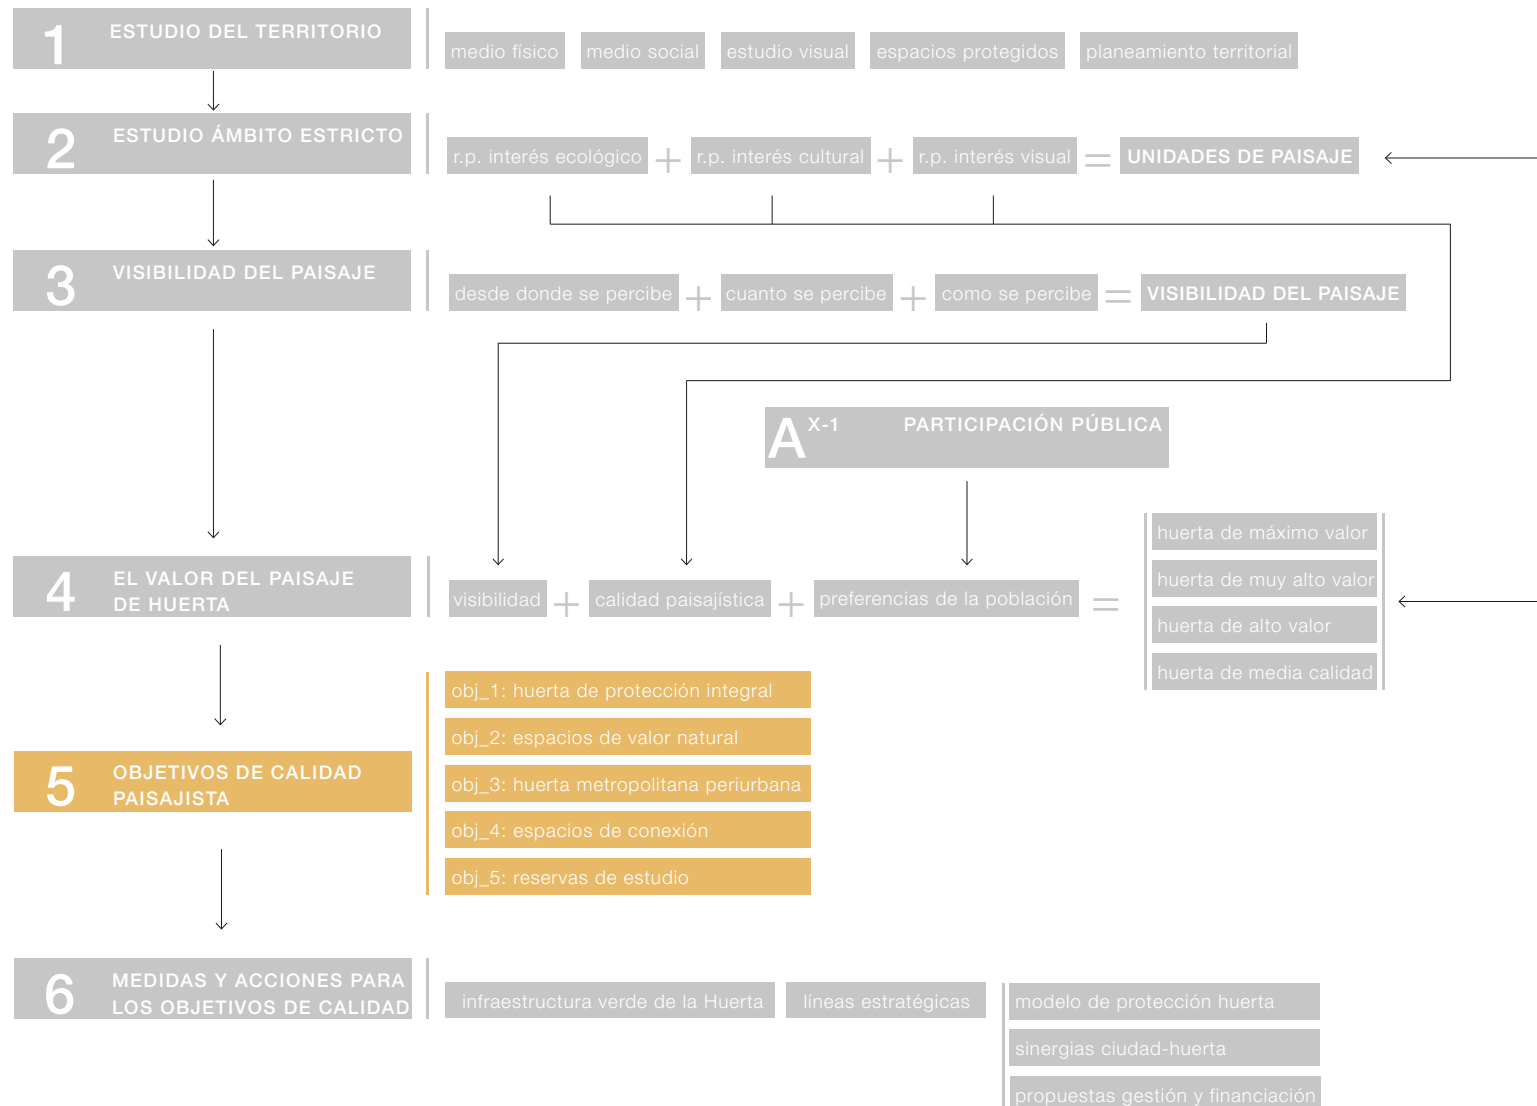 1 ESTUDIO DEL TERRITORIO
medio físico medio social estudio visual espacios protegidos planeamiento territorial
2 ESTUDIO ÁMBITO ESTRICTO
r.p. interés ecológico + r.p. interés cultural + r.p. interés visual = UNIDADES DE PAISAJE
3 VISIBILIDAD DEL PAISAJE
desde donde se percibe + cuanto se percibe + como se percibe = VISIBILIDAD DEL PAISAJE
A X-1 PARTICIPACIÓN PÚBLICA
4 EL VALOR DEL PAISAJE
DE HUERTA
visibilidad + calidad paisajística + preferencias de la población =
huerta de máximo valor
huerta de muy alto valor
huerta de alto valor
huerta de media calidad
5 OBJETIVOS DE CALIDAD
PAISAJISTA
obj_1: huerta de protección integral
obj_2: espacios de valor natural
obj_3: huerta metropolitana periurbana
obj_4: espacios de conexión
obj_5: reservas de estudio
6 MEDIDAS Y ACCIONES PARA
LOS OBJETIVOS DE CALIDAD
infraestructura verde de la Huerta líneas estratégicas
modelo de protección huerta
sinergias ciudad-huerta
propuestas gestión y financiación